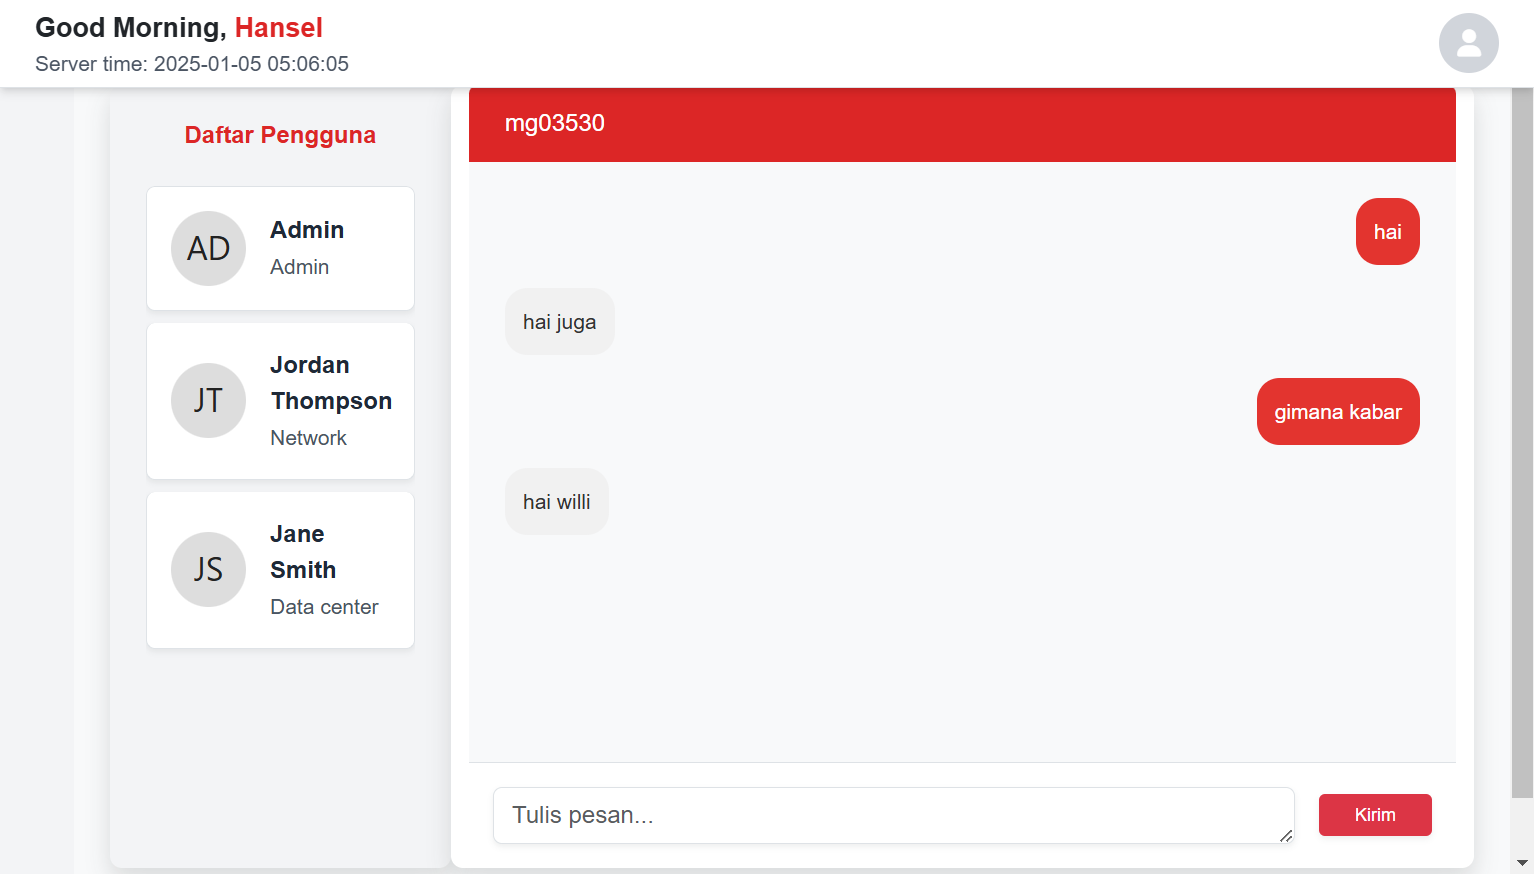 Good Morning, Hansel
Server time: 2025-01-05 05:06:05
Daftar Pengguna
AD
Admin
Admin
JT
Jordan
Thompson
Network
JS
Jane
Smith
Data center
mg03530
hai
hai juga
gimana kabar
hai willi
Tulis pesan...
Kirim